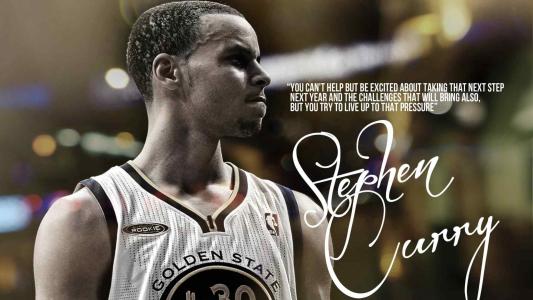 "YOU CAN'T HELP BUT BE EXCITED ABOUT TAKING THAT NEXT STEP
NEXT YEAR AND THE CHALLENGES THAT WILL BRING ALSO,
BUT YOU TRY TO LIVE UP TO THAT PRESSURE"
Stephen
Curry
ROOKIE
GOLDEN STATE
30